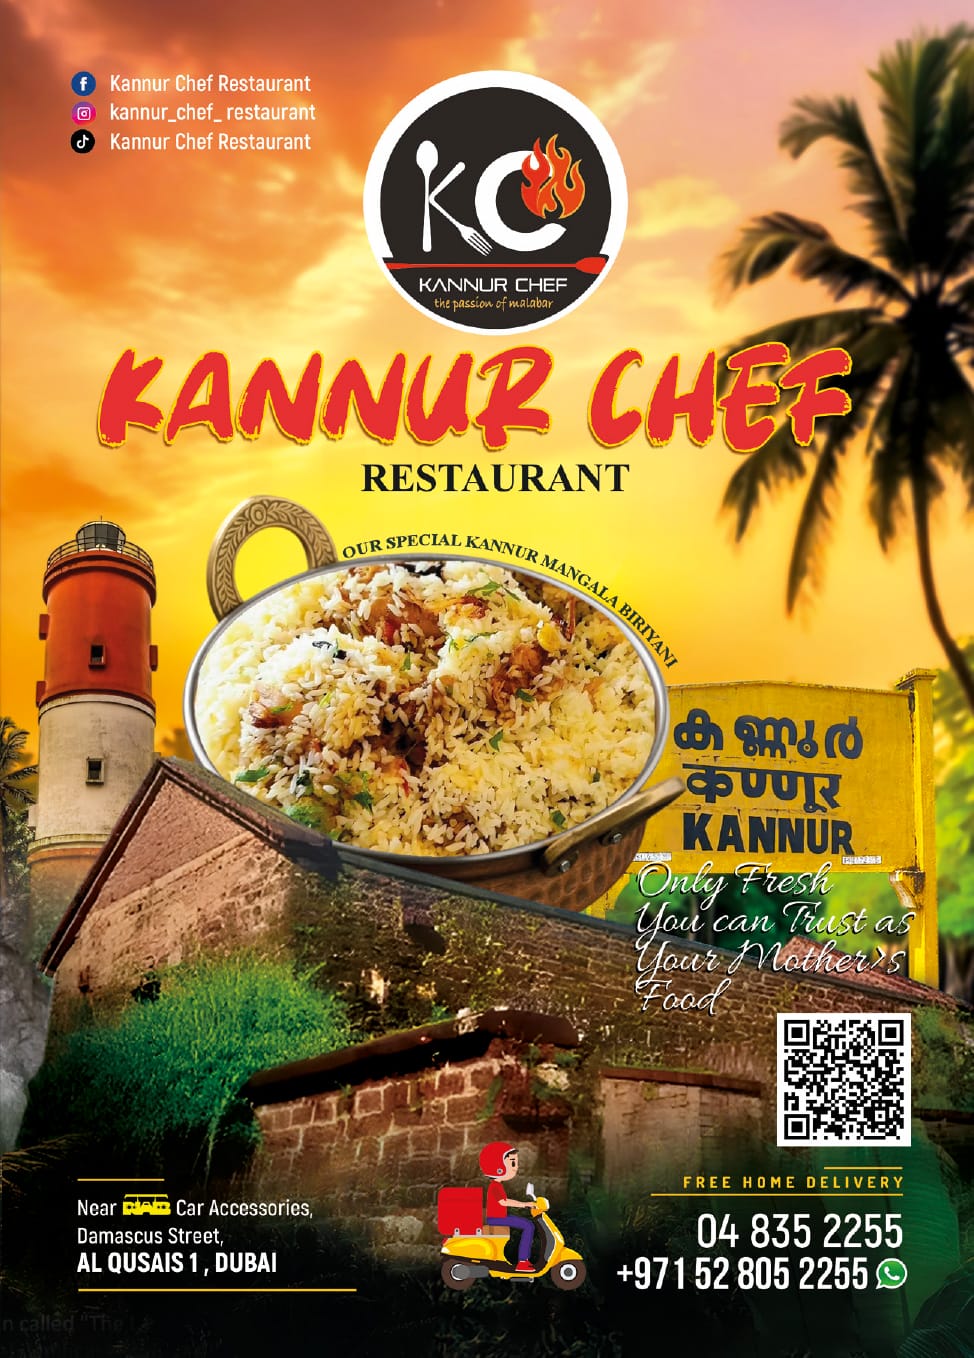 Kannur Chef Restaurant
kannur_chef_ restaurant
Kannur Chef Restaurant
KC
KANNUR CHEF
the passion of malabar
KANNUR CHEF
RESTAURANT
OUR SPECIAL KANNUR MANGALA BIRIYANI
കണ്ണൂർ
कण्णूर
KANNUR
Only Fresh
You can Trust as
Your Mother›s
Food
FREE HOME DELIVERY
04 835 2255
+971 52 805 2255
Near Car Accessories,
Damascus Street,
AL QUSAIS 1 , DUBAI
n called "The L